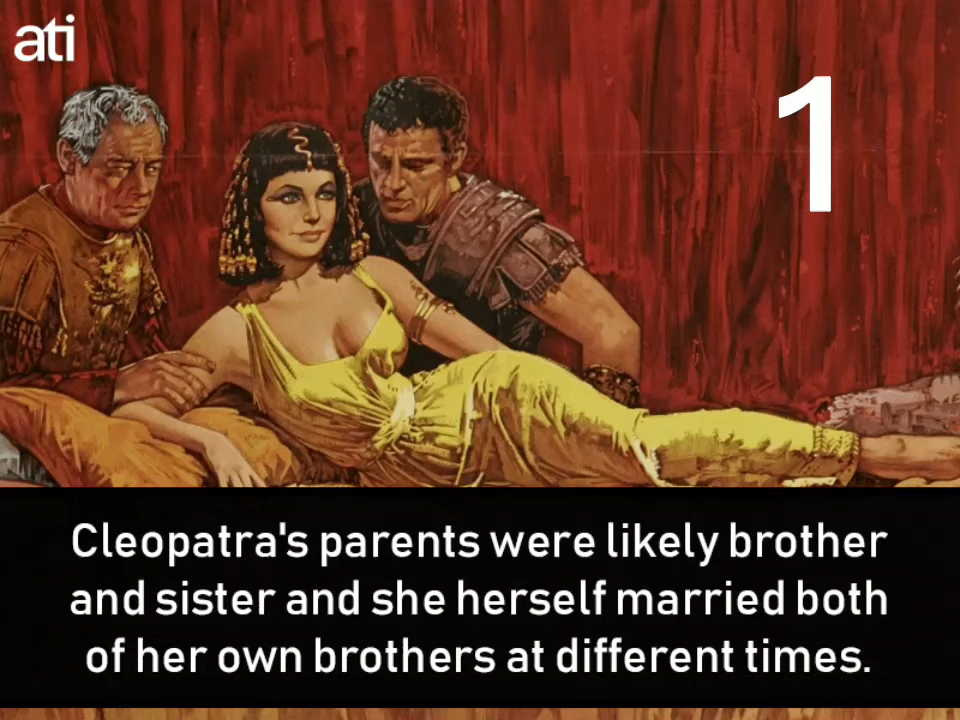 ati
1
Cleopatra's parents were likely brother
and sister and she herself married both
of her own brothers at different times.